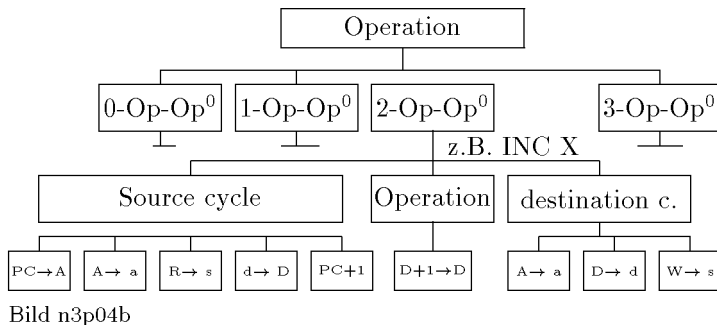 Operation
0-Op-Op⁰ 1-Op-Op⁰ 2-Op-Op⁰ 3-Op-Op⁰
z.B. INC X
Source cycle Operation destination c.
PC→A A→ a R→ s d→ D PC+1 D+1→D A→ a D→ d W→ s
Bild n3p04b